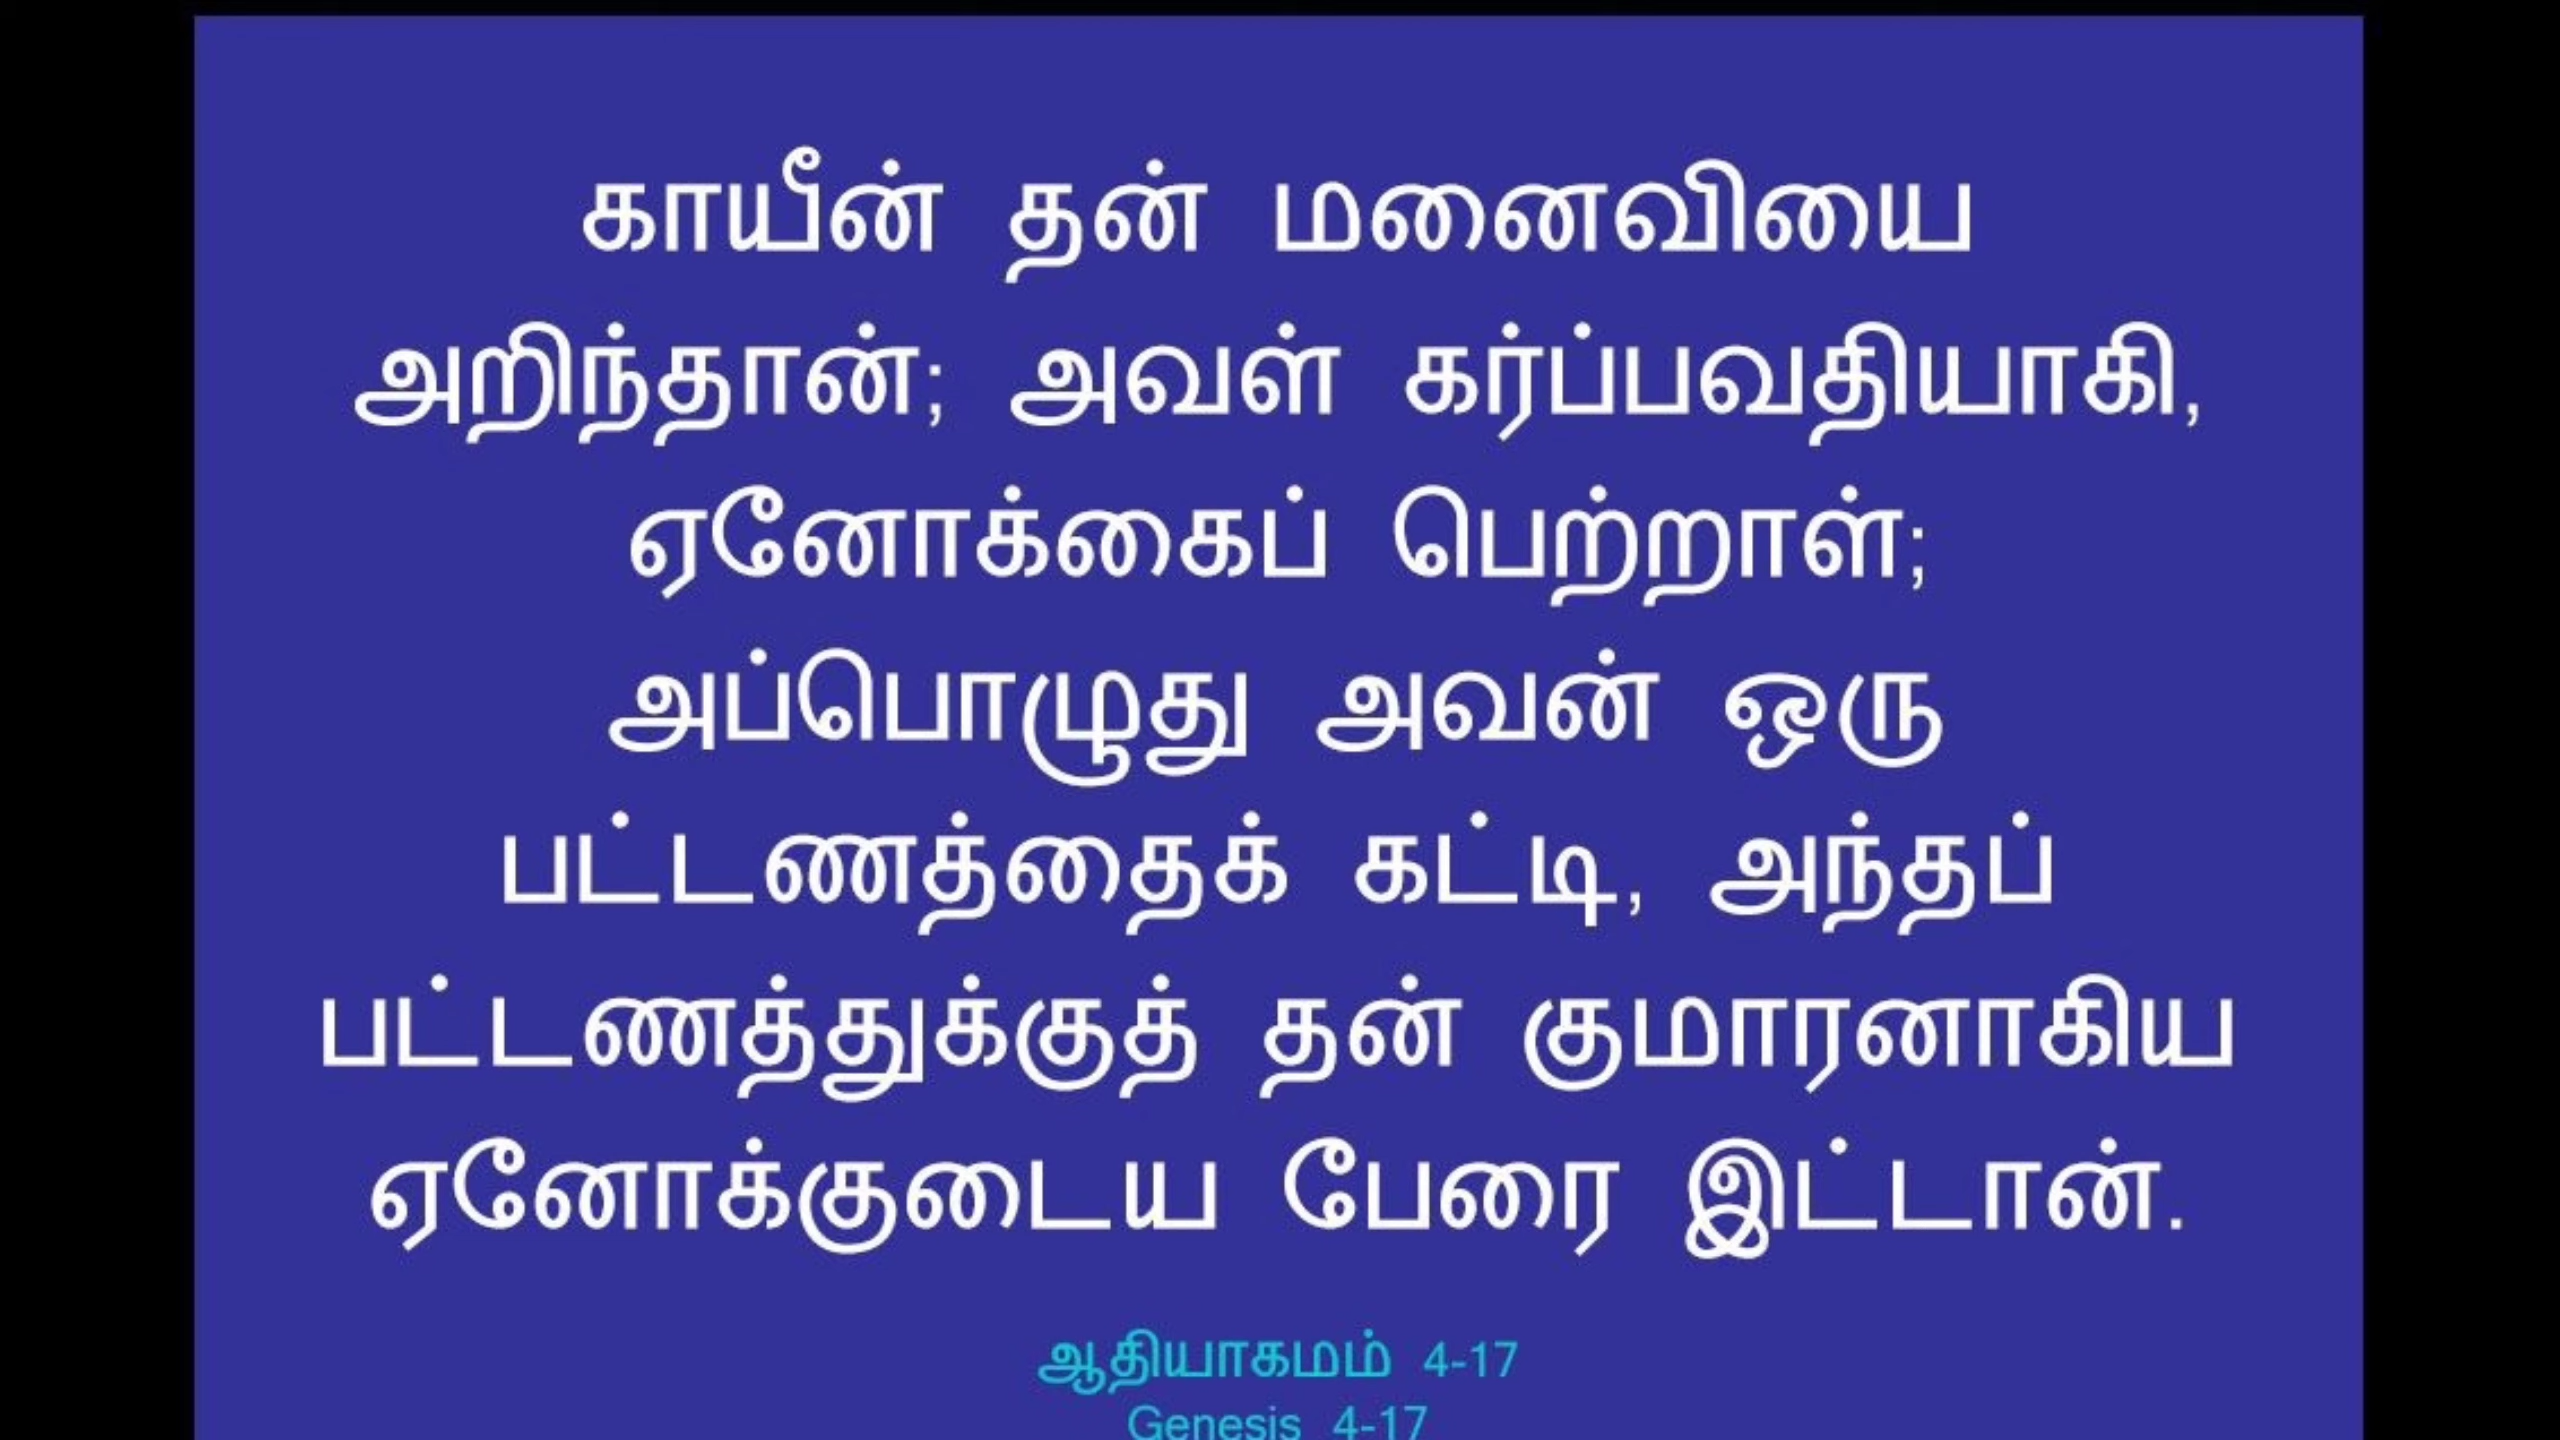 காயீன் தன் மனைவியை
அறிந்தான்; அவள் கர்ப்பவதியாகி,
ஏனோக்கைப் பெற்றாள்;
அப்பொழுது அவன் ஒரு
பட்டணத்தைக் கட்டி, அந்தப்
பட்டணத்துக்குத் தன் குமாரனாகிய
ஏனோக்குடைய பேரை இட்டான்.
ஆதியாகமம் 4-17
Genesis 4-17